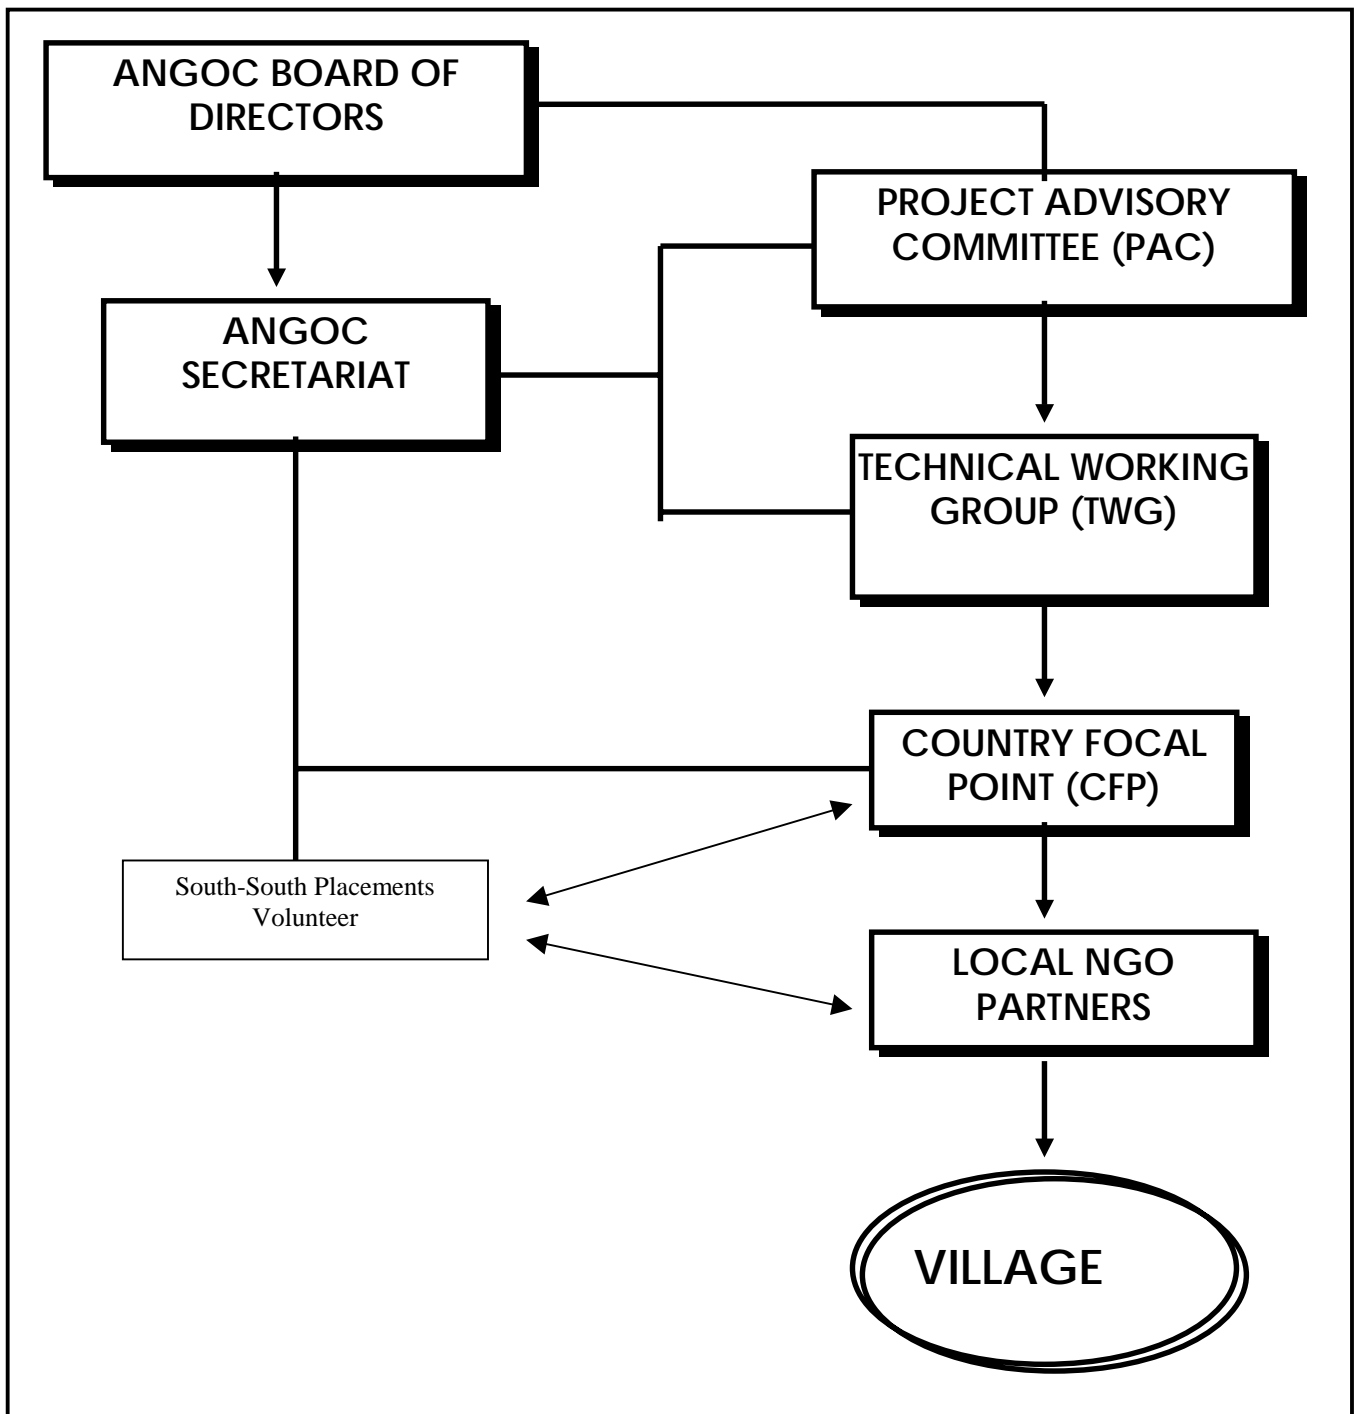 ANGOC BOARD OF
DIRECTORS
PROJECT ADVISORY
COMMITTEE (PAC)
ANGOC
SECRETARIAT
TECHNICAL WORKING
GROUP (TWG)
COUNTRY FOCAL
POINT (CFP)
South-South Placements
Volunteer
LOCAL NGO
PARTNERS
VILLAGE